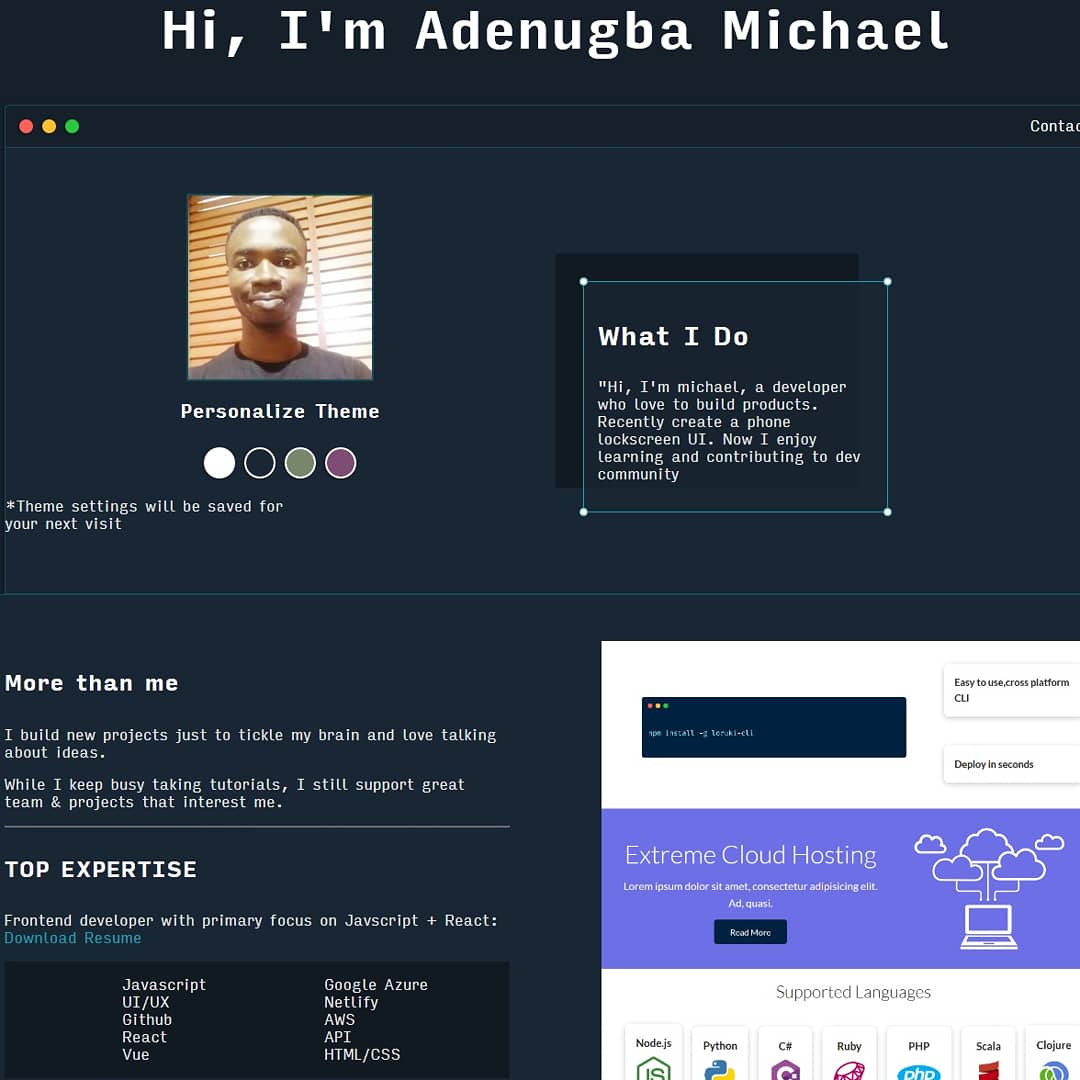 Hi, I'm Adenugba Michael
Contac
What I Do
"Hi, I'm michael, a developer
who love to build products.
Recently create a phone
lockscreen UI. Now I enjoy
learning and contributing to dev
community
Personalize Theme
*Theme settings will be saved for
your next visit
More than me
I build new projects just to tickle my brain and love talking
about ideas.
While I keep busy taking tutorials, I still support great
team & projects that interest me.
TOP EXPERTISE
Frontend developer with primary focus on Javscript + React:
Download Resume
Javascript
UI/UX
Github
React
Vue
Google Azure
Netlify
AWS
API
HTML/CSS
npm install -g loruki-cli
Easy to use,cross platform
CLI
Deploy in seconds
Extreme Cloud Hosting
Lorem ipsum dolor sit amet, consectetur adipisicing elit.
Ad, quasi.
Read More
Supported Languages
Node.js
Python
C#
Ruby
PHP
Scala
Clojure
JS
C
php